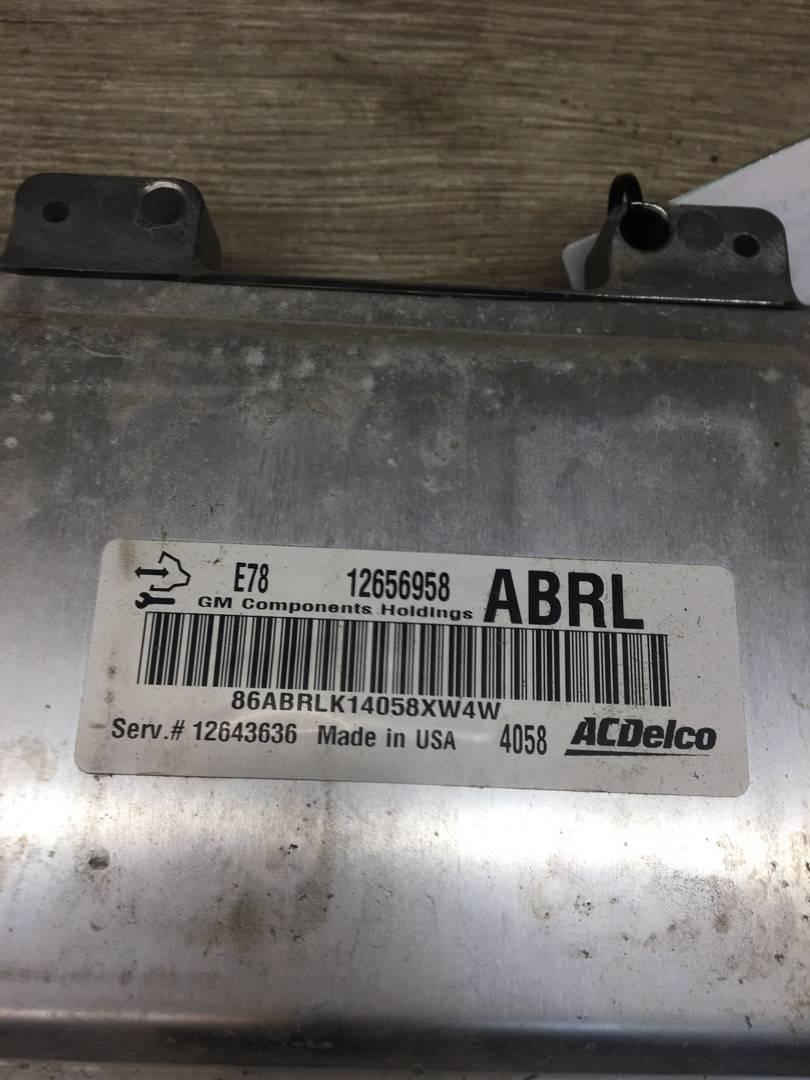 E78 12656958 ABRL
GM Components Holdings
86ABRLK14058XW4W
Serv.# 12643636 Made in USA 4058 ACDelco